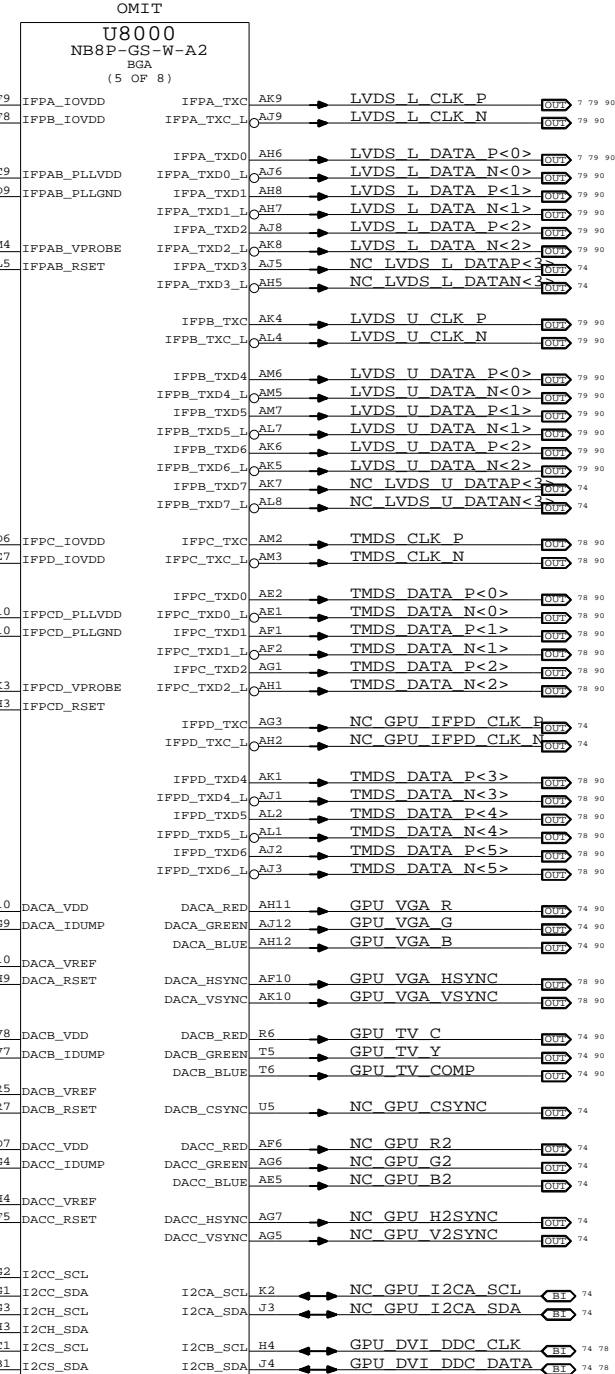 OMIT
U8000
NB8P-GS-W-A2
BGA
(5 OF 8)
IFPA_IOVDD IFPA_TXC AK9 LVDS_L_CLK_P OUT 7 79 90
IFPB_IOVDD IFPA_TXC_L AJ9 LVDS_L_CLK_N OUT 79 90
IFPA_TXD0 AH6 LVDS_L_DATA_P<0> OUT 7 79 90
IFPAB_PLLVDD IFPA_TXD0_L AJ6 LVDS_L_DATA_N<0> OUT 79 90
IFPAB_PLLGND IFPA_TXD1 AH8 LVDS_L_DATA_P<1> OUT 79 90
IFPA_TXD1_L AH7 LVDS_L_DATA_N<1> OUT 79 90
IFPA_TXD2 AJ8 LVDS_L_DATA_P<2> OUT 79 90
IFPAB_VPROBE IFPA_TXD2_L AK8 LVDS_L_DATA_N<2> OUT 79 90
IFPAB_RSET IFPA_TXD3 AJ5 NC_LVDS_L_DATAP<3> OUT 74
IFPA_TXD3_L AH5 NC_LVDS_L_DATAN<3> OUT 74
IFPB_TXC AK4 LVDS_U_CLK_P OUT 79 90
IFPB_TXC_L AL4 LVDS_U_CLK_N OUT 79 90
IFPB_TXD4 AM6 LVDS_U_DATA_P<0> OUT 79 90
IFPB_TXD4_L AM5 LVDS_U_DATA_N<0> OUT 79 90
IFPB_TXD5 AM7 LVDS_U_DATA_P<1> OUT 79 90
IFPB_TXD5_L AL7 LVDS_U_DATA_N<1> OUT 79 90
IFPB_TXD6 AK6 LVDS_U_DATA_P<2> OUT 79 90
IFPB_TXD6_L AK5 LVDS_U_DATA_N<2> OUT 79 90
IFPB_TXD7 AK7 NC_LVDS_U_DATAP<3> OUT 74
IFPB_TXD7_L AL8 NC_LVDS_U_DATAN<3> OUT 74
IFPC_IOVDD IFPC_TXC AM2 TMDS_CLK_P OUT 78 90
IFPD_IOVDD IFPC_TXC_L AM3 TMDS_CLK_N OUT 78 90
IFPC_TXD0 AE2 TMDS_DATA_P<0> OUT 78 90
IFPCD_PLLVDD IFPC_TXD0_L AE1 TMDS_DATA_N<0> OUT 78 90
IFPCD_PLLGND IFPC_TXD1 AF1 TMDS_DATA_P<1> OUT 78 90
IFPC_TXD1_L AF2 TMDS_DATA_N<1> OUT 78 90
IFPC_TXD2 AG1 TMDS_DATA_P<2> OUT 78 90
IFPCD_VPROBE IFPC_TXD2_L AH1 TMDS_DATA_N<2> OUT 78 90
IFPCD_RSET
IFPD_TXC AG3 NC_GPU_IFPD_CLK_P OUT 74
IFPD_TXC_L AH2 NC_GPU_IFPD_CLK_N OUT 74
IFPD_TXD4 AK1 TMDS_DATA_P<3> OUT 78 90
IFPD_TXD4_L AJ1 TMDS_DATA_N<3> OUT 78 90
IFPD_TXD5 AL2 TMDS_DATA_P<4> OUT 78 90
IFPD_TXD5_L AL1 TMDS_DATA_N<4> OUT 78 90
IFPD_TXD6 AJ2 TMDS_DATA_P<5> OUT 78 90
IFPD_TXD6_L AJ3 TMDS_DATA_N<5> OUT 78 90
DACA_VDD DACA_RED AH11 GPU_VGA_R OUT 74 90
DACA_IDUMP DACA_GREEN AJ12 GPU_VGA_G OUT 74 90
DACA_BLUE AH12 GPU_VGA_B OUT 74 90
DACA_VREF
DACA_RSET DACA_HSYNC AF10 GPU_VGA_HSYNC OUT 78 90
DACA_VSYNC AK10 GPU_VGA_VSYNC OUT 78 90
DACB_VDD DACB_RED R6 GPU_TV_C OUT 74 90
DACB_IDUMP DACB_GREEN T5 GPU_TV_Y OUT 74 90
DACB_BLUE T6 GPU_TV_COMP OUT 74 90
DACB_VREF
DACB_RSET DACB_CSYNC U5 NC_GPU_CSYNC OUT 74
DACC_VDD DACC_RED AF6 NC_GPU_R2 OUT 74
DACC_IDUMP DACC_GREEN AG6 NC_GPU_G2 OUT 74
DACC_BLUE AE5 NC_GPU_B2 OUT 74
DACC_VREF
DACC_RSET DACC_HSYNC AG7 NC_GPU_H2SYNC OUT 74
DACC_VSYNC AG5 NC_GPU_V2SYNC OUT 74
I2CC_SCL
I2CC_SDA I2CA_SCL K2 NC_GPU_I2CA_SCL BI 74
I2CH_SCL I2CA_SDA J3 NC_GPU_I2CA_SDA BI 74
I2CH_SDA
I2CS_SCL I2CB_SCL H4 GPU_DVI_DDC_CLK BI 74 78
I2CS_SDA I2CB_SDA J4 GPU_DVI_DDC_DATA BI 74 78